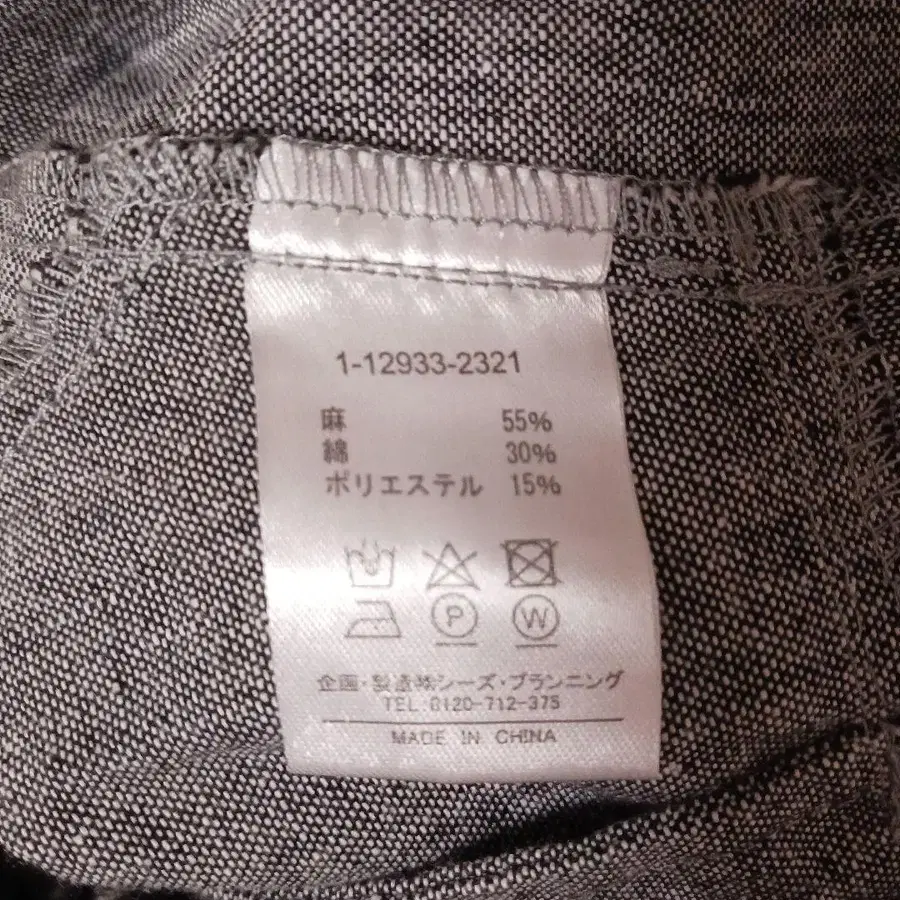 1-12933-2321
麻 55%
綿 30%
ポリエステル 15%
P W
企画・製造㈱シーズ・プランニング
TEL 0120-712-375
MADE IN CHINA